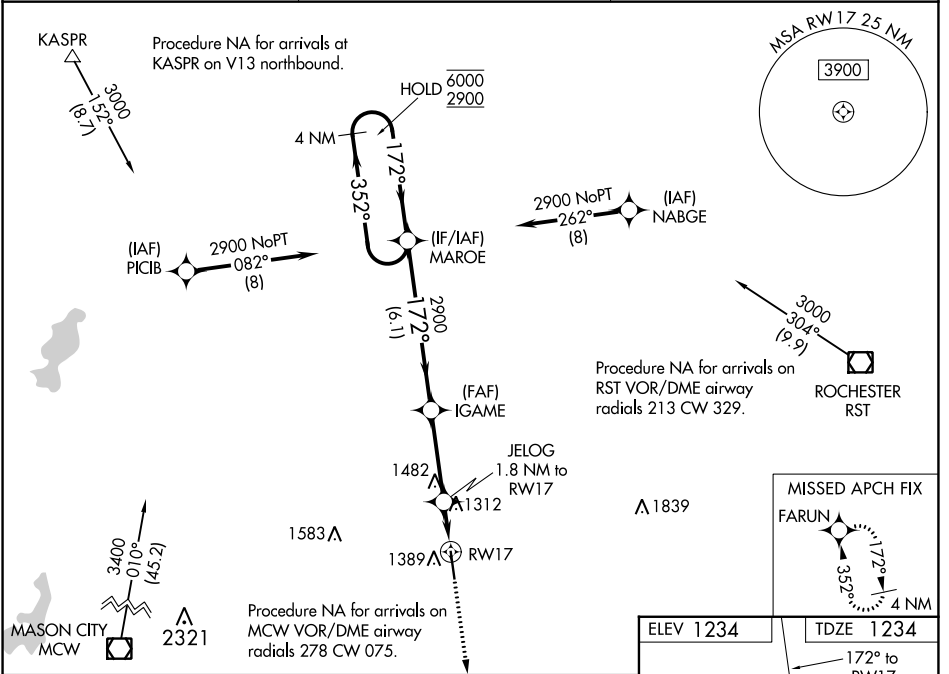 KASPR
3000
152°
(8.7)
Procedure NA for arrivals at
KASPR on V13 northbound.
HOLD 6000
2900
4 NM
172°
352°
MSA RW17 25 NM
3900
(IAF)
PICIB
2900 NoPT
082°
(8)
(IF/IAF)
MAROE
2900 NoPT
262°
(8)
(IAF)
NABGE
2900
172°
(6.1)
3000
304°
(9.9)
ROCHESTER
RST
Procedure NA for arrivals on
RST VOR/DME airway
radials 213 CW 329.
(FAF)
IGAME
JELOG
1.8 NM to
RW17
1482
1312
1839
1583
1389
RW17
MISSED APCH FIX
FARUN
172°
352°
4 NM
3400
010°
(45.2)
MASON CITY
MCW
2321
Procedure NA for arrivals on
MCW VOR/DME airway
radials 278 CW 075.
ELEV 1234
TDZE 1234
172° to
RW17